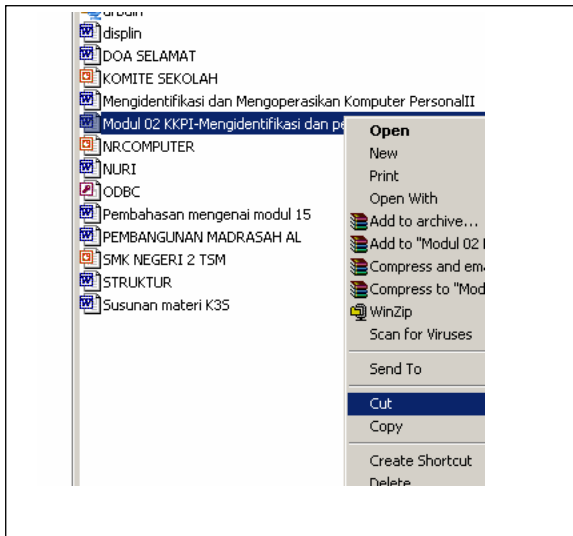 displin
DOA SELAMAT
KOMITE SEKOLAH
Mengidentifikasi dan Mengoperasikan Komputer PersonalII
Modul 02 KKPI-Mengidentifikasi dan pe
NRCOMPUTER
NURI
ODBC
Pembahasan mengenai modul 15
PEMBANGUNAN MADRASAH AL
SMK NEGERI 2 TSM
STRUKTUR
Susunan materi K3S
Open
New
Print
Open With
Add to archive...
Add to "Modul 02
Compress and ema
Compress to "Mod
WinZip
Scan for Viruses
Send To
Cut
Copy
Create Shortcut
Delete